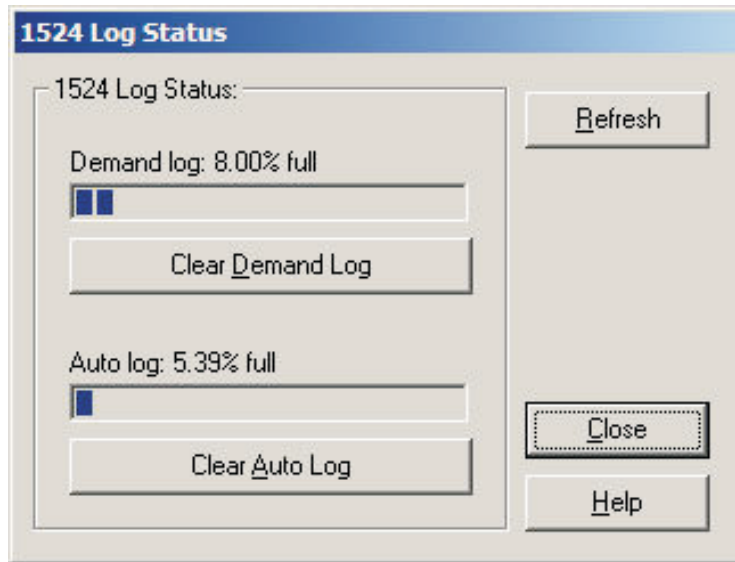 1524 Log Status
1524 Log Status:
Refresh
Demand log: 8.00% full
Clear Demand Log
Auto log: 5.39% full
Clear Auto Log
Close
Help